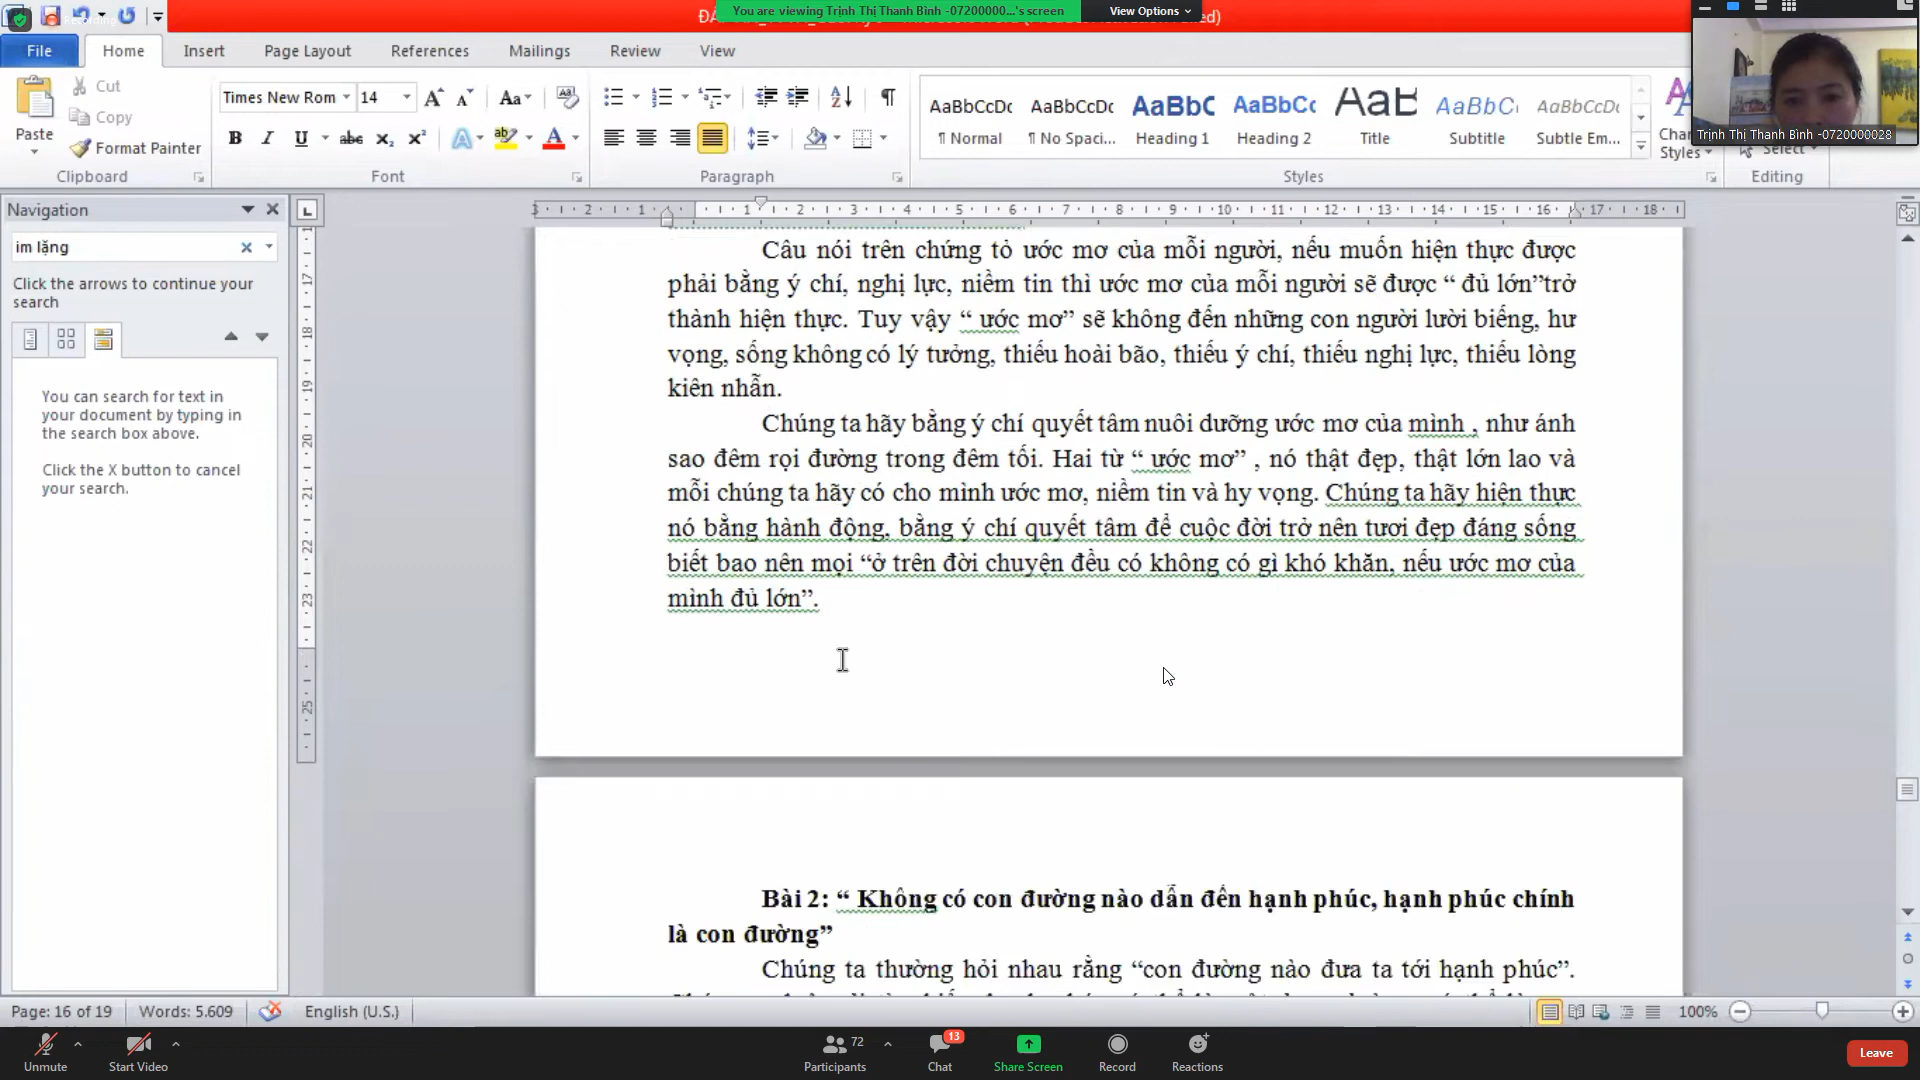 You are viewing Trịnh Thị Thanh Bình -07200000...'s screen
View Options
File
Home
Insert
Page Layout
References
Mailings
Review
View
Cut
Copy
Format Painter
Paste
Clipboard
Times New Rom
14
Font
Paragraph
AaBbCcDc
AaBbCcDc
AaBbC
AaBbCc
AaB
AaBbC
AaBbCcDc
¶ Normal
¶ No Spaci...
Heading 1
Heading 2
Title
Subtitle
Subtle Em...
Styles
Styles
Select
Editing
Trịnh Thị Thanh Bình -0720000028
Navigation
im lặng
Click the arrows to continue your
search
You can search for text in
your document by typing in
the search box above.
Click the X button to cancel
your search.
Câu nói trên chứng tỏ ước mơ của mỗi người, nếu muốn hiện thực được
phải bằng ý chí, nghị lực, niềm tin thì ước mơ của mỗi người sẽ được “ đủ lớn”trở
thành hiện thực. Tuy vậy “ ước mơ” sẽ không đến những con người lười biếng, hư
vọng, sống không có lý tưởng, thiếu hoài bão, thiếu ý chí, thiếu nghị lực, thiếu lòng
kiên nhẫn.
Chúng ta hãy bằng ý chí quyết tâm nuôi dưỡng ước mơ của mình , như ánh
sao đêm rọi đường trong đêm tối. Hai từ “ ước mơ” , nó thật đẹp, thật lớn lao và
mỗi chúng ta hãy có cho mình ước mơ, niềm tin và hy vọng. Chúng ta hãy hiện thực
nó bằng hành động, bằng ý chí quyết tâm để cuộc đời trở nên tươi đẹp đáng sống
biết bao nên mọi “ở trên đời chuyện đều có không có gì khó khăn, nếu ước mơ của
mình đủ lớn”.
Bài 2: “ Không có con đường nào dẫn đến hạnh phúc, hạnh phúc chính
là con đường”
Chúng ta thường hỏi nhau rằng “con đường nào đưa ta tới hạnh phúc”.
Page: 16 of 19
Words: 5.609
English (U.S.)
100%
Unmute
Start Video
Participants
72
Chat
13
Share Screen
Record
Reactions
Leave